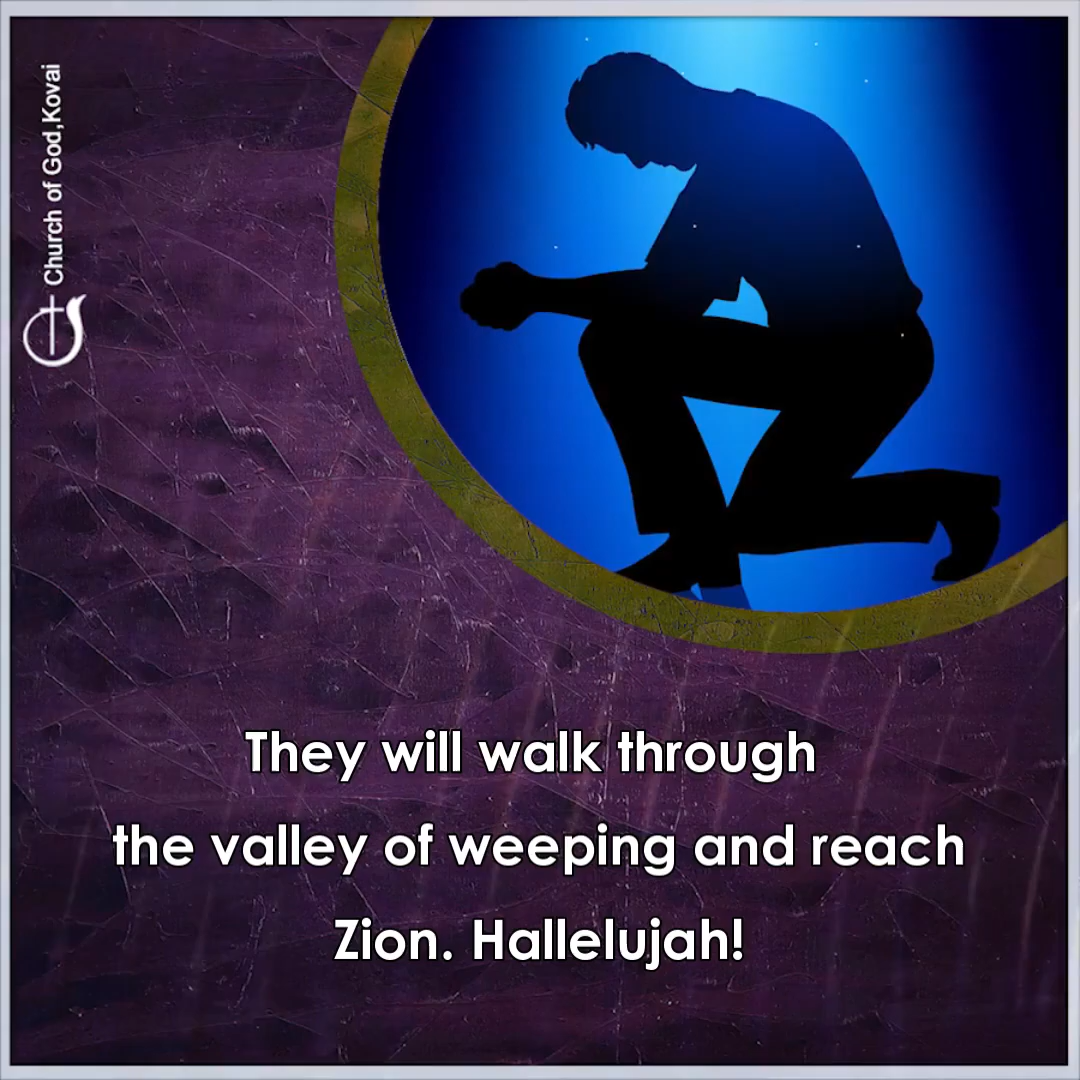 Church of God,Kovai
They will walk through
the valley of weeping and reach
Zion. Hallelujah!